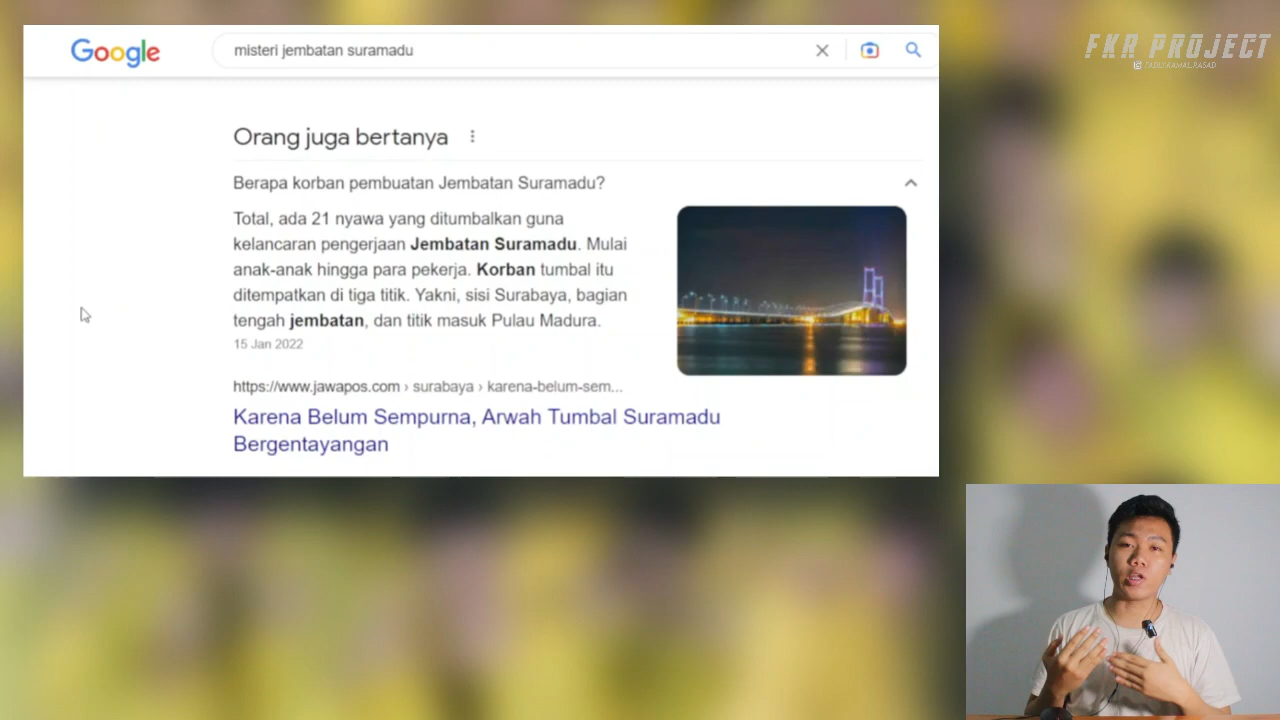 Google
misteri jembatan suramadu
FKR PROJECT
Orang juga bertanya
Berapa korban pembuatan Jembatan Suramadu?
Total, ada 21 nyawa yang ditumbalkan guna
kelancaran pengerjaan Jembatan Suramadu. Mulai
anak-anak hingga para pekerja. Korban tumbal itu
ditempatkan di tiga titik. Yakni, sisi Surabaya, bagian
tengah jembatan, dan titik masuk Pulau Madura.
15 Jan 2022
https://www.jawapos.com › surabaya › karena-belum-sem...
Karena Belum Sempurna, Arwah Tumbal Suramadu
Bergentayangan